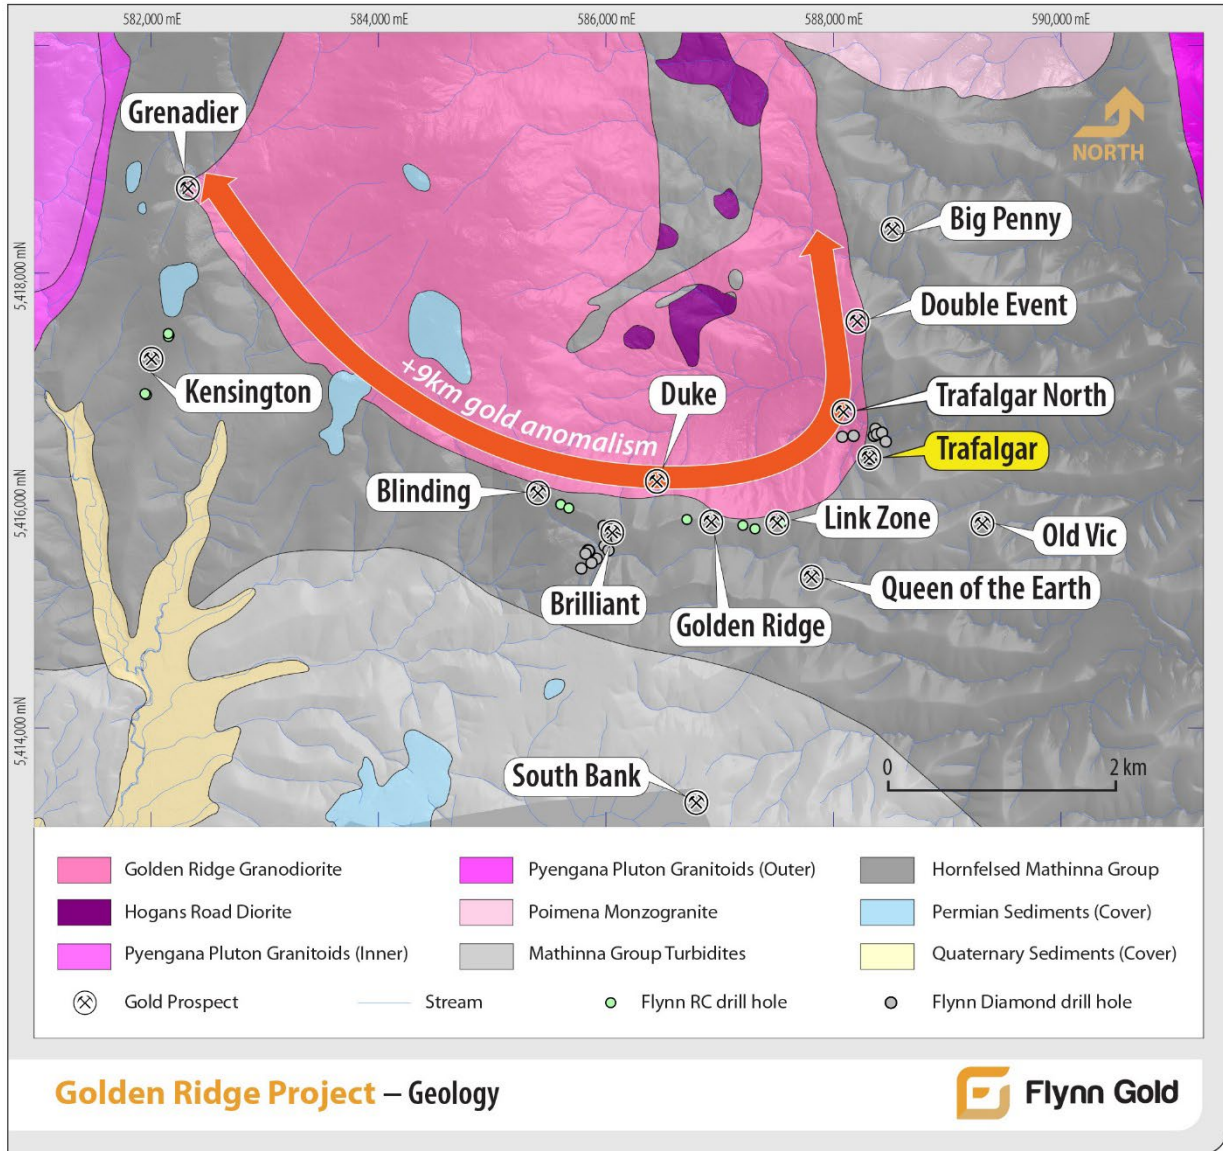 582,000 mE
584,000 mE
586,000 mE
588,000 mE
590,000 mE
Grenadier
NORTH
Big Penny
5,418,000 mN
Double Event
Kensington
+9km gold anomalism
Duke
Trafalgar North
Trafalgar
Blinding
5,416,000 mN
Link Zone
Old Vic
Brilliant
Golden Ridge
Queen of the Earth
5,414,000 mN
South Bank
0
2 km
Golden Ridge Granodiorite
Pyengana Pluton Granitoids (Outer)
Hornfelsed Mathinna Group
Hogans Road Diorite
Poimena Monzogranite
Permian Sediments (Cover)
Pyengana Pluton Granitoids (Inner)
Mathinna Group Turbidites
Quaternary Sediments (Cover)
Gold Prospect
Stream
Flynn RC drill hole
Flynn Diamond drill hole
Golden Ridge Project – Geology
Flynn Gold